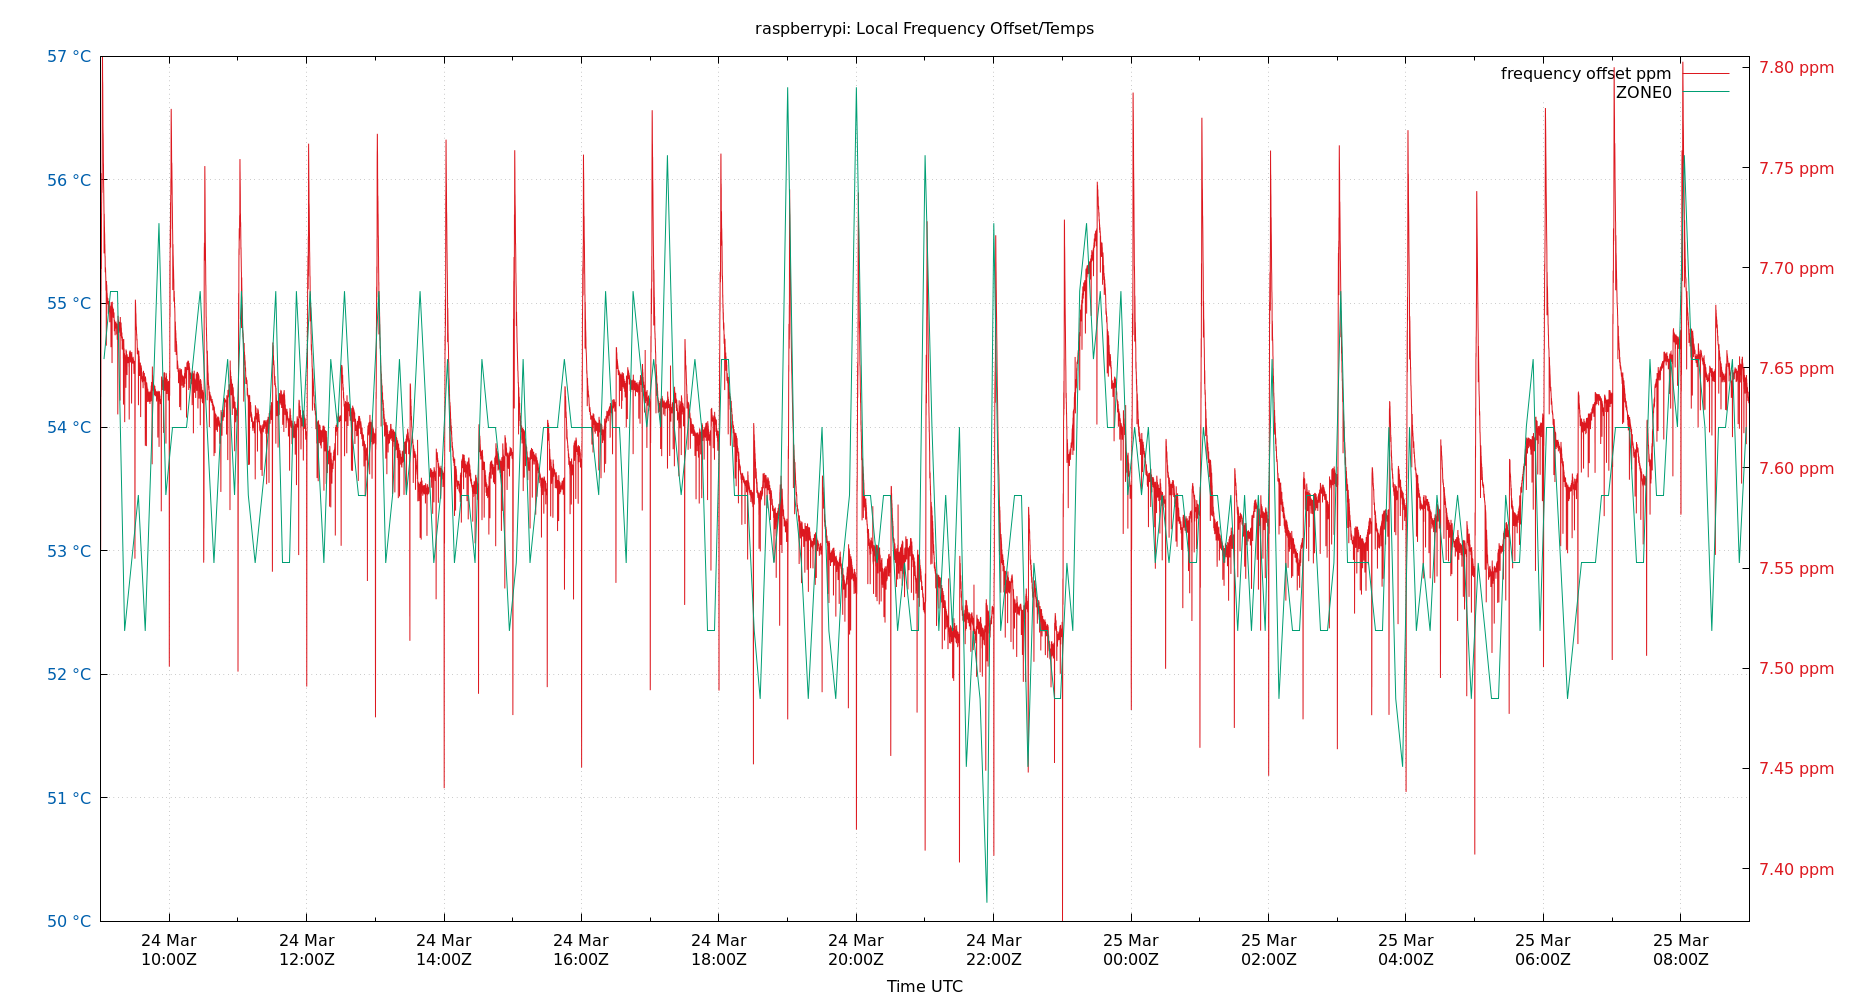 raspberrypi: Local Frequency Offset/Temps
57 °C
56 °C
55 °C
54 °C
53 °C
52 °C
51 °C
50 °C
frequency offset ppm
ZONE0
7.80 ppm
7.75 ppm
7.70 ppm
7.65 ppm
7.60 ppm
7.55 ppm
7.50 ppm
7.45 ppm
7.40 ppm
24 Mar 24 Mar 24 Mar 24 Mar 24 Mar 24 Mar 24 Mar 25 Mar 25 Mar 25 Mar 25 Mar 25 Mar
10:00Z 12:00Z 14:00Z 16:00Z 18:00Z 20:00Z 22:00Z 00:00Z 02:00Z 04:00Z 06:00Z 08:00Z
Time UTC